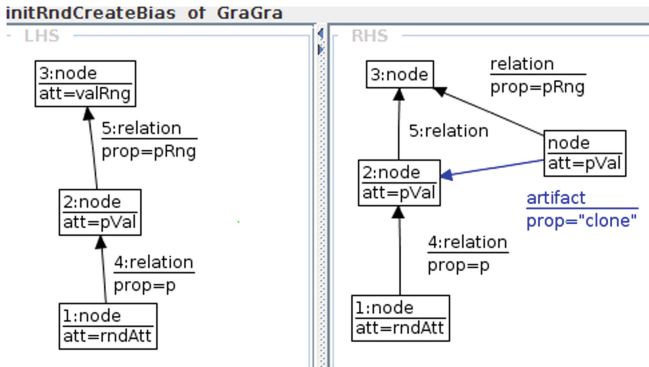 initRndCreateBias of GraGra
LHS
3:node
att=valRng
5:relation
prop=pRng
2:node
att=pVal
4:relation
prop=p
1:node
att=rndAtt
RHS
3:node
relation
prop=pRng
5:relation
node
att=pVal
2:node
att=pVal
artifact
prop="clone"
4:relation
prop=p
1:node
att=rndAtt